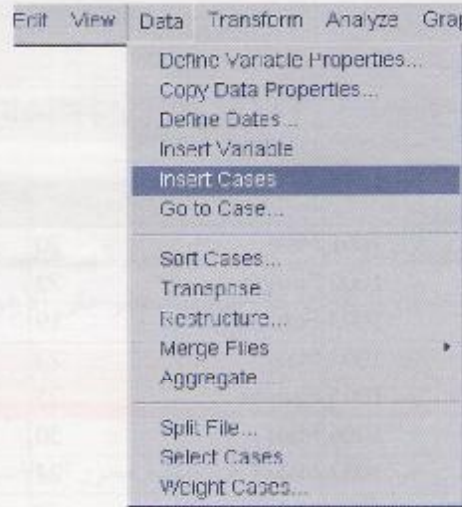 Edit View Data Transform Analyze Grap
Define Variable Properties...
Copy Data Properties...
Define Dates...
Insert Variable
Insert Cases
Go to Case...
Sort Cases...
Transpose...
Restructure...
Merge Files
Aggregate...
Split File...
Select Cases
Weight Cases...